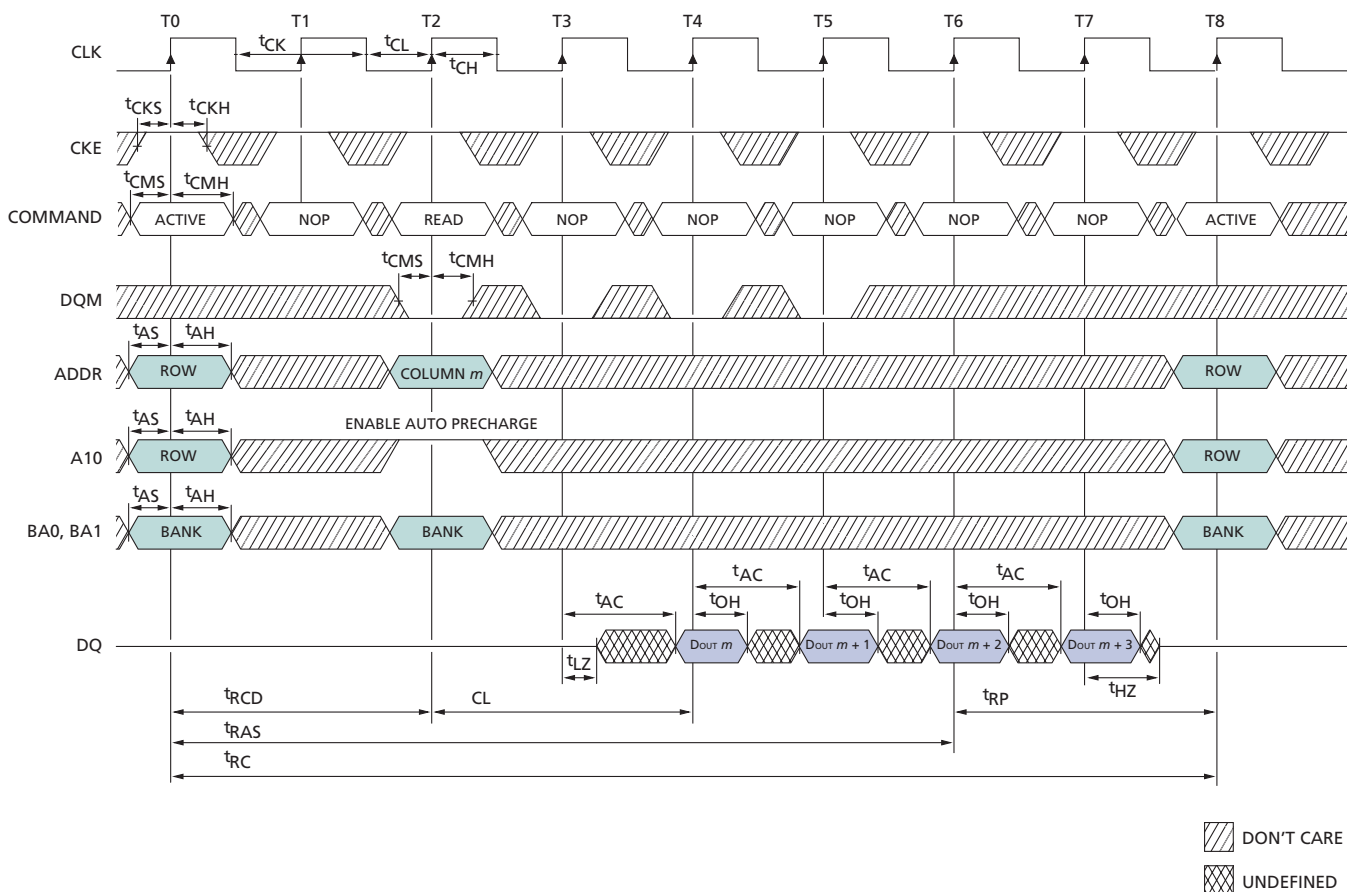 T0 T1 T2 T3 T4 T5 T6 T7 T8
CLK tCK tCL tCH
tCKS tCKH
CKE
tCMS tCMH
COMMAND ACTIVE NOP READ NOP NOP NOP NOP NOP ACTIVE
tCMS tCMH
DQM
tAS tAH
ADDR ROW COLUMN m ROW
tAS tAH ENABLE AUTO PRECHARGE
A10 ROW ROW
tAS tAH
BA0, BA1 BANK BANK BANK
tAC tAC tAC
tAC tOH tOH tOH tOH
DQ DOUT m DOUT m + 1 DOUT m + 2 DOUT m + 3
tLZ tHZ
tRCD CL tRP
tRAS
tRC
DON'T CARE
UNDEFINED